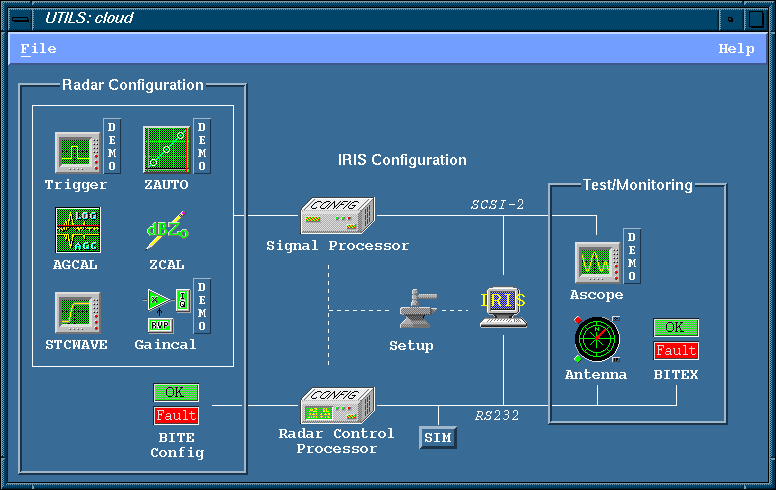 UTILS: cloud
File Help
Radar Configuration
DEMO
DEMO
Trigger ZAUTO
LOG
AGC
dBZo
AGCAL ZCAL
I
Q
RVP
DEMO
STCWAVE Gaincal
OK
Fault
BITE
Config
IRIS Configuration
CONFIG
Signal Processor
SCSI-2
IRIS
Setup
CONFIG
Radar Control
Processor
SIM
RS232
Test/Monitoring
DEMO
Ascope
OK
Fault
Antenna BITEX